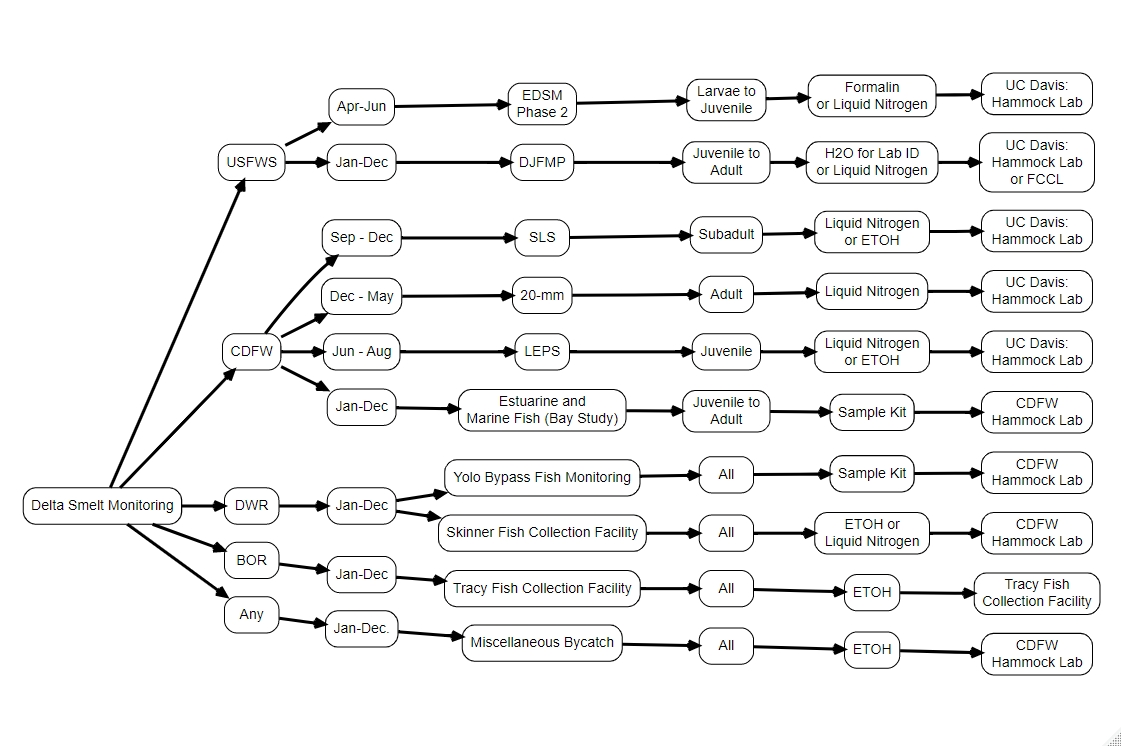 Apr-Jun
EDSM
Phase 2
Larvae to
Juvenile
Formalin
or Liquid Nitrogen
UC Davis:
Hammock Lab
USFWS
Jan-Dec
DJFMP
Juvenile to
Adult
H2O for Lab ID
or Liquid Nitrogen
UC Davis:
Hammock Lab
or FCCL
Sep - Dec
SLS
Subadult
Liquid Nitrogen
or ETOH
UC Davis:
Hammock Lab
Dec - May
20-mm
Adult
Liquid Nitrogen
UC Davis:
Hammock Lab
CDFW
Jun - Aug
LEPS
Juvenile
Liquid Nitrogen
or ETOH
UC Davis:
Hammock Lab
Jan-Dec
Estuarine and
Marine Fish (Bay Study)
Juvenile to
Adult
Sample Kit
CDFW
Hammock Lab
Yolo Bypass Fish Monitoring
All
Sample Kit
CDFW
Hammock Lab
Delta Smelt Monitoring
DWR
Jan-Dec
Skinner Fish Collection Facility
All
ETOH or
Liquid Nitrogen
CDFW
Hammock Lab
BOR
Jan-Dec
Tracy Fish Collection Facility
All
ETOH
Tracy Fish
Collection Facility
Any
Jan-Dec.
Miscellaneous Bycatch
All
ETOH
CDFW
Hammock Lab